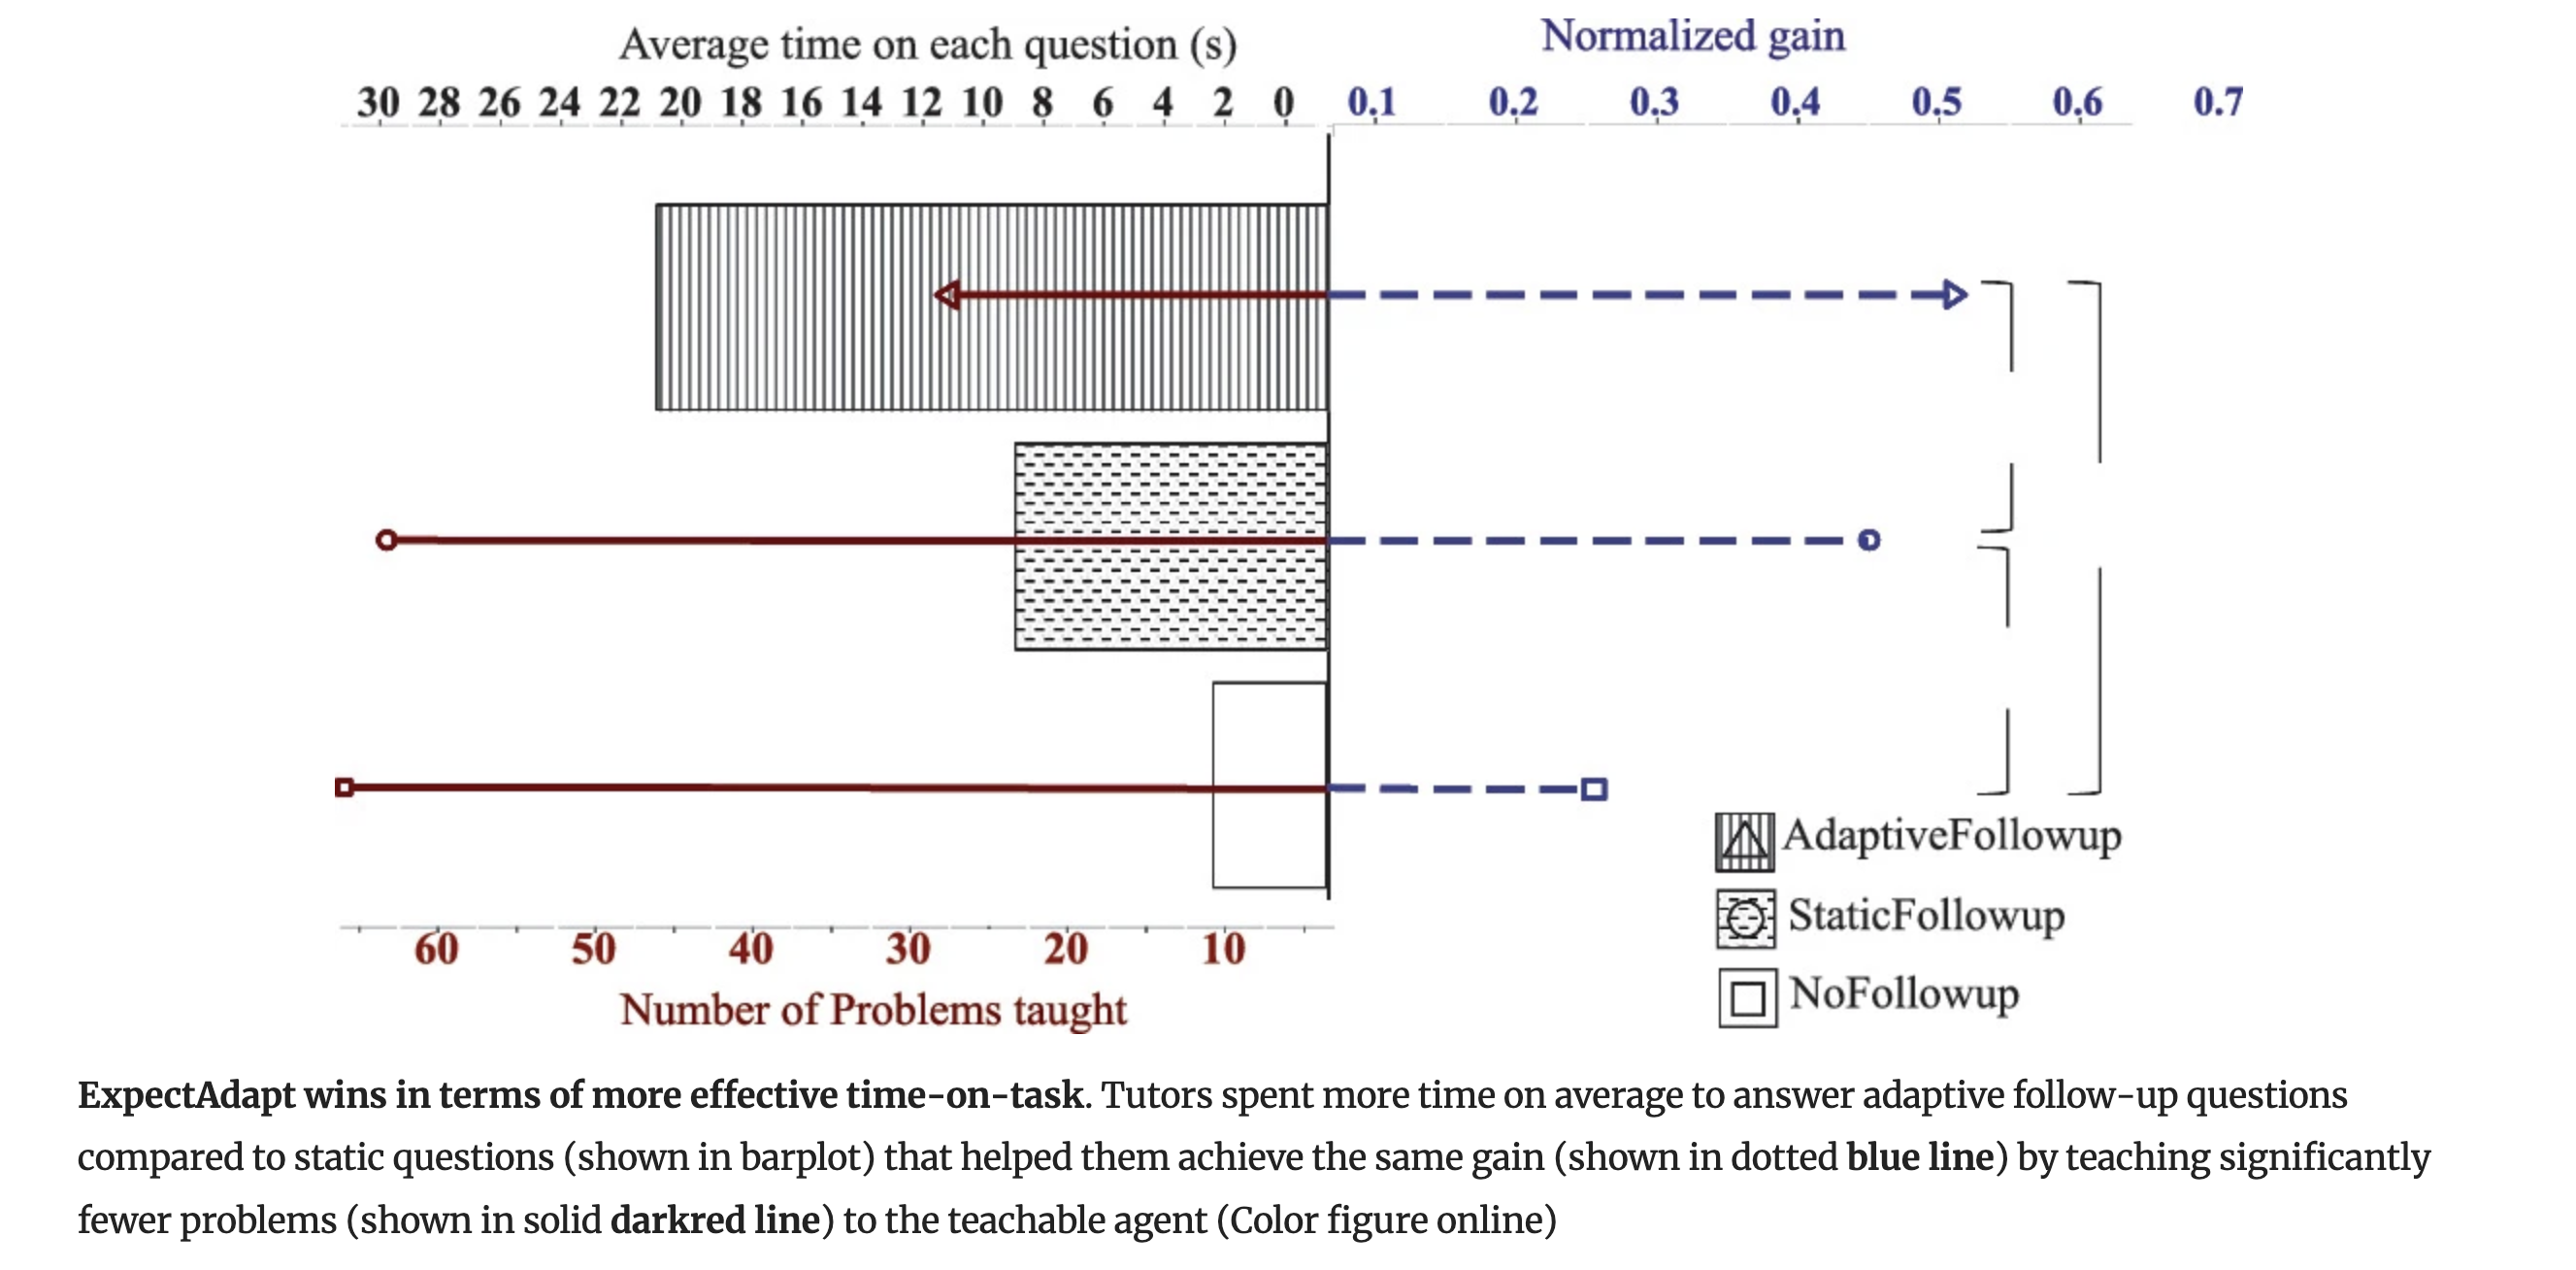 Average time on each question (s)
Normalized gain
30 28 26 24 22 20 18 16 14 12 10 8 6 4 2 0
0.1 0.2 0.3 0.4 0.5 0.6 0.7
AdaptiveFollowup
StaticFollowup
NoFollowup
60 50 40 30 20 10
Number of Problems taught
ExpectAdapt wins in terms of more effective time-on-task. Tutors spent more time on average to answer adaptive follow-up questions
compared to static questions (shown in barplot) that helped them achieve the same gain (shown in dotted blue line) by teaching significantly
fewer problems (shown in solid darkred line) to the teachable agent (Color figure online)